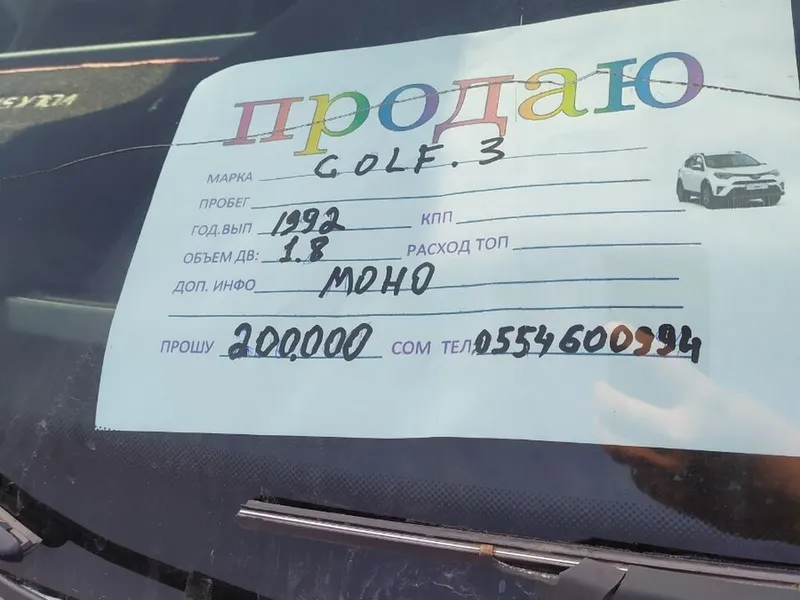 продаю
МАРКА GOLF. 3
ПРОБЕГ
ГОД.ВЫП 1992 КПП
ОБЪЕМ ДВ: 1.8 РАСХОД ТОП
ДОП. ИНФО МОНО
ПРОШУ 200.000 СОМ ТЕЛ, 0554600994